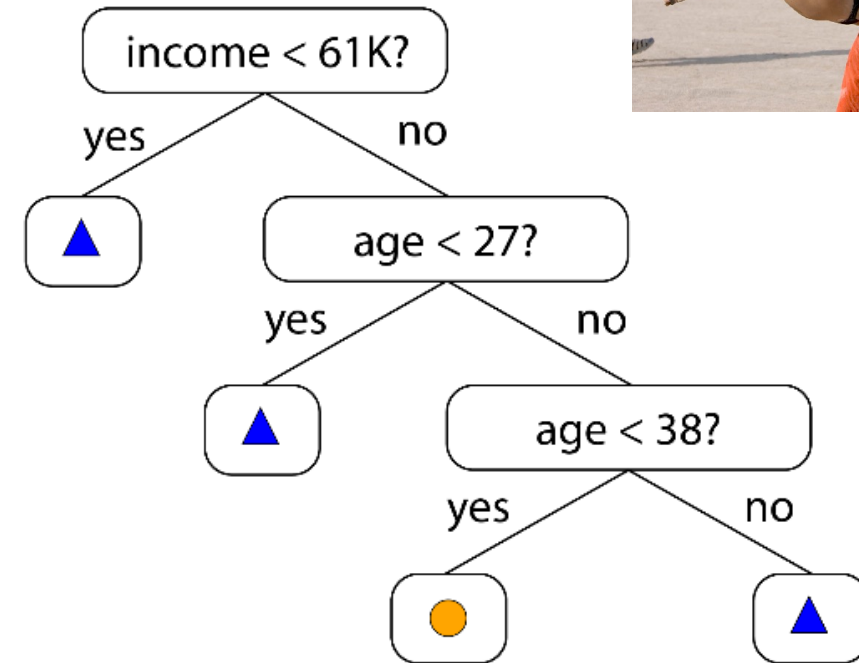 income < 61K?
yes
no
age < 27?
yes
no
age < 38?
yes
no